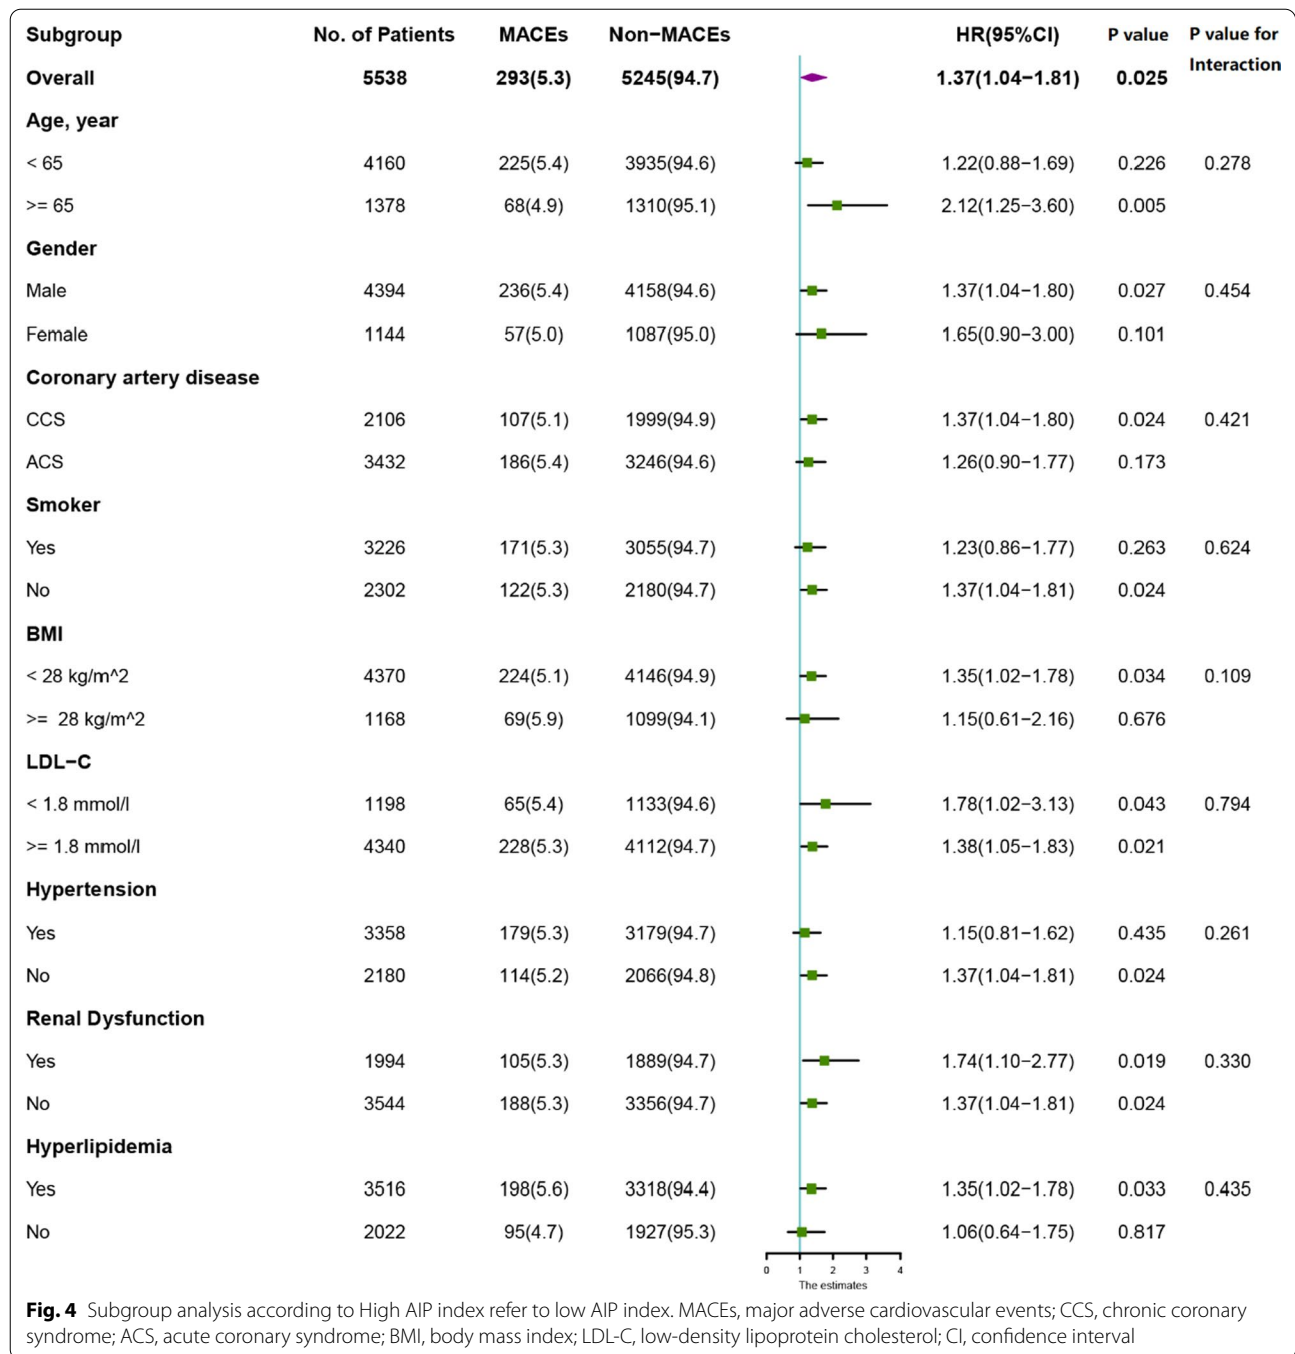 Subgroup No. of Patients MACEs Non−MACEs HR(95%CI) P value P value for
Interaction
Overall 5538 293(5.3) 5245(94.7) 1.37(1.04−1.81) 0.025
Age, year
< 65 4160 225(5.4) 3935(94.6) 1.22(0.88−1.69) 0.226 0.278
>= 65 1378 68(4.9) 1310(95.1) 2.12(1.25−3.60) 0.005
Gender
Male 4394 236(5.4) 4158(94.6) 1.37(1.04−1.80) 0.027 0.454
Female 1144 57(5.0) 1087(95.0) 1.65(0.90−3.00) 0.101
Coronary artery disease
CCS 2106 107(5.1) 1999(94.9) 1.37(1.04−1.80) 0.024 0.421
ACS 3432 186(5.4) 3246(94.6) 1.26(0.90−1.77) 0.173
Smoker
Yes 3226 171(5.3) 3055(94.7) 1.23(0.86−1.77) 0.263 0.624
No 2302 122(5.3) 2180(94.7) 1.37(1.04−1.81) 0.024
BMI
< 28 kg/m^2 4370 224(5.1) 4146(94.9) 1.35(1.02−1.78) 0.034 0.109
>= 28 kg/m^2 1168 69(5.9) 1099(94.1) 1.15(0.61−2.16) 0.676
LDL−C
< 1.8 mmol/l 1198 65(5.4) 1133(94.6) 1.78(1.02−3.13) 0.043 0.794
>= 1.8 mmol/l 4340 228(5.3) 4112(94.7) 1.38(1.05−1.83) 0.021
Hypertension
Yes 3358 179(5.3) 3179(94.7) 1.15(0.81−1.62) 0.435 0.261
No 2180 114(5.2) 2066(94.8) 1.37(1.04−1.81) 0.024
Renal Dysfunction
Yes 1994 105(5.3) 1889(94.7) 1.74(1.10−2.77) 0.019 0.330
No 3544 188(5.3) 3356(94.7) 1.37(1.04−1.81) 0.024
Hyperlipidemia
Yes 3516 198(5.6) 3318(94.4) 1.35(1.02−1.78) 0.033 0.435
No 2022 95(4.7) 1927(95.3) 1.06(0.64−1.75) 0.817
0 1 2 3 4
The estimates
Fig. 4 Subgroup analysis according to High AIP index refer to low AIP index. MACEs, major adverse cardiovascular events; CCS, chronic coronary
syndrome; ACS, acute coronary syndrome; BMI, body mass index; LDL-C, low-density lipoprotein cholesterol; CI, confidence interval